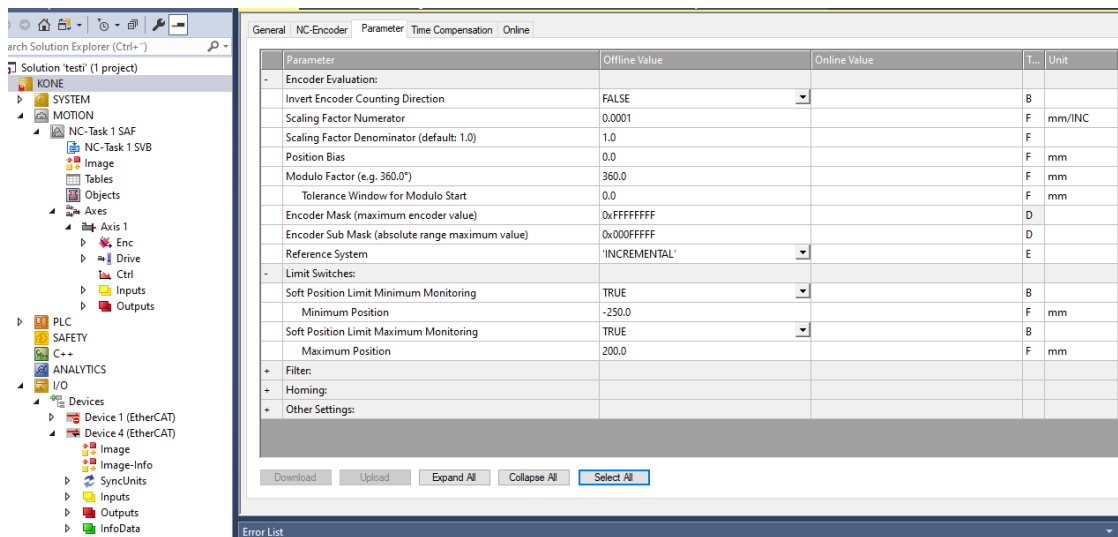 General NC-Encoder Parameter Time Compensation Online
arch Solution Explorer (Ctrl+¨)
Solution 'testi' (1 project)
KONE
SYSTEM
MOTION
NC-Task 1 SAF
NC-Task 1 SVB
Image
Tables
Objects
Axes
Axis 1
Enc
Drive
Ctrl
Inputs
Outputs
PLC
SAFETY
C++
ANALYTICS
I/O
Devices
Device 1 (EtherCAT)
Device 4 (EtherCAT)
Image
Image-Info
SyncUnits
Inputs
Outputs
InfoData
Parameter Offline Value Online Value T... Unit
- Encoder Evaluation:
Invert Encoder Counting Direction FALSE B
Scaling Factor Numerator 0.0001 F mm/INC
Scaling Factor Denominator (default: 1.0) 1.0 F
Position Bias 0.0 F mm
Modulo Factor (e.g. 360.0°) 360.0 F mm
Tolerance Window for Modulo Start 0.0 F mm
Encoder Mask (maximum encoder value) 0xFFFFFFFF D
Encoder Sub Mask (absolute range maximum value) 0x000FFFFF D
Reference System 'INCREMENTAL' E
- Limit Switches:
Soft Position Limit Minimum Monitoring TRUE B
Minimum Position -250.0 F mm
Soft Position Limit Maximum Monitoring TRUE B
Maximum Position 200.0 F mm
+ Filter:
+ Homing:
+ Other Settings:
Download Upload Expand All Collapse All Select All
Error List